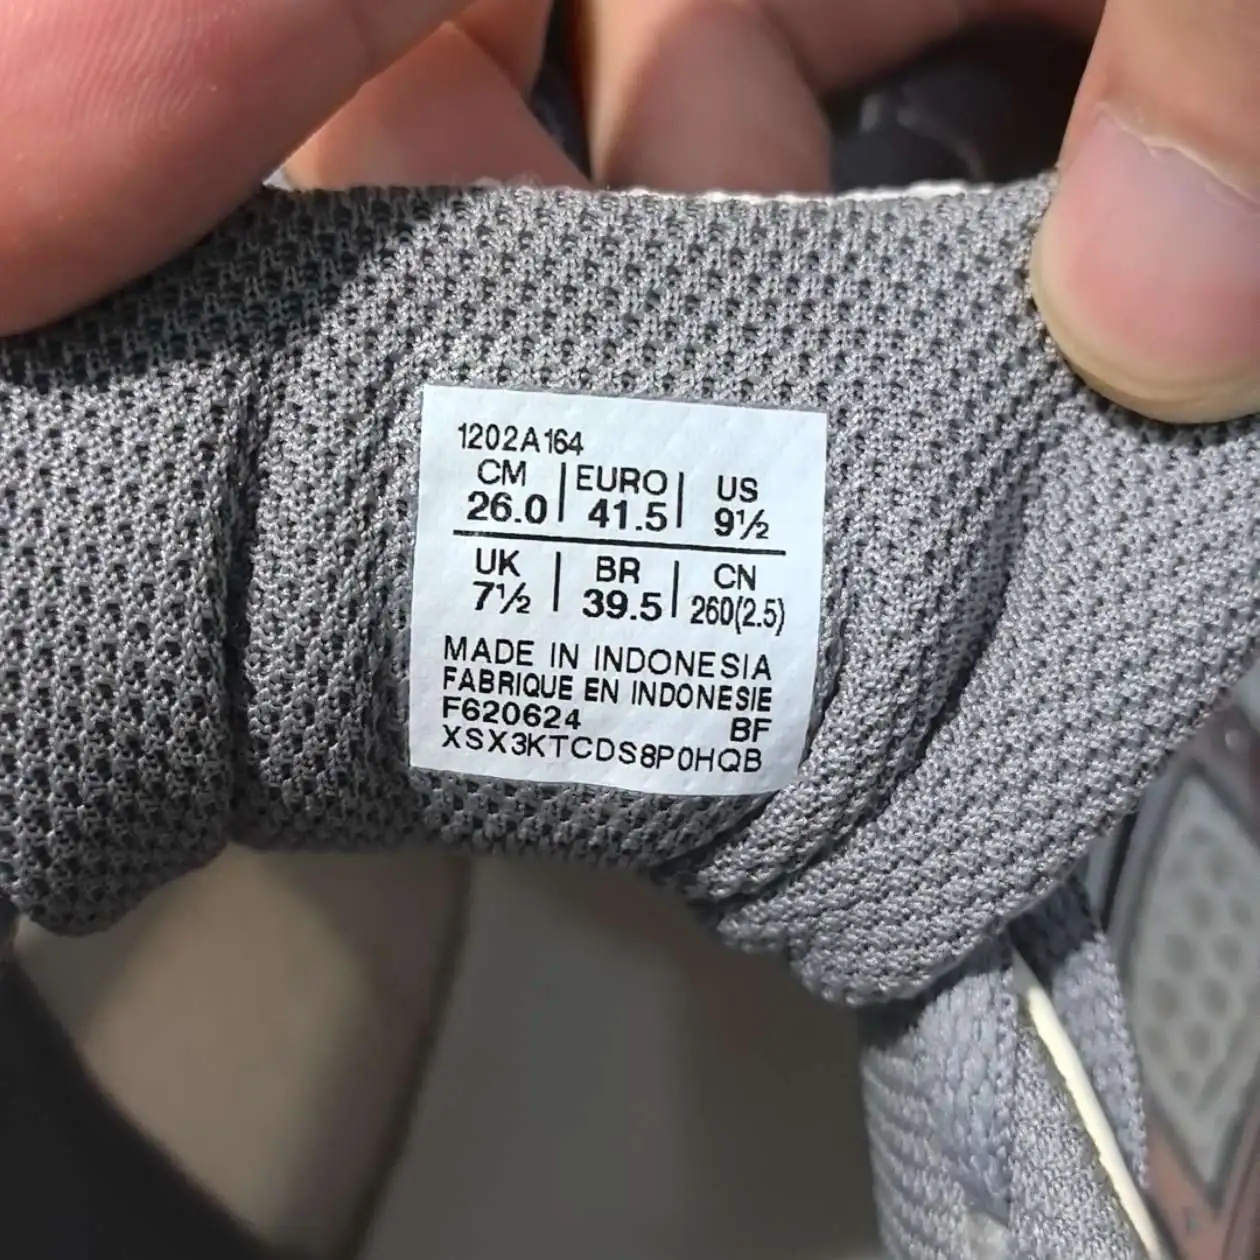 1202A164
CM | EURO | US
26.0 | 41.5 | 9½
UK | BR | CN
7½ | 39.5 | 260(2.5)
MADE IN INDONESIA
FABRIQUE EN INDONESIE
F620624 BF
XSX3KTCDS8P0HQB